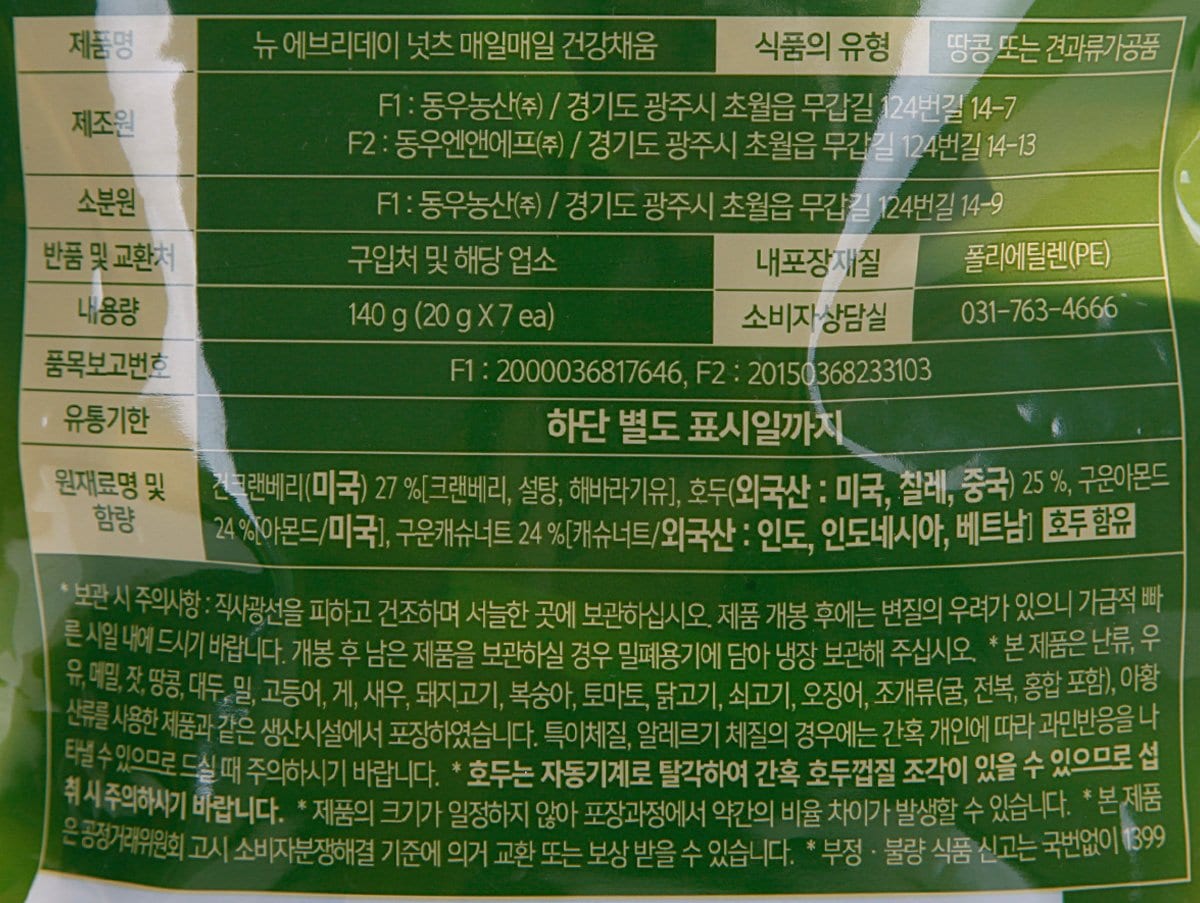 제품명 뉴 에브리데이 넛츠 매일매일 건강채움 식품의 유형 땅콩 또는 견과류가공품
제조원 F1 : 동우농산(주) / 경기도 광주시 초월읍 무갑길 124번길 14-7
F2 : 동우엔앤에프(주) / 경기도 광주시 초월읍 무갑길 124번길 14-13
소분원 F1 : 동우농산(주) / 경기도 광주시 초월읍 무갑길 124번길 14-9
반품 및 교환처 구입처 및 해당 업소 내포장재질 폴리에틸렌(PE)
내용량 140 g (20 g X 7 ea) 소비자상담실 031-763-4666
품목보고번호 F1 : 2000036817646, F2 : 20150368233103
유통기한 하단 별도 표시일까지
원재료명 및 함량 건크랜베리(미국) 27 %[크랜베리, 설탕, 해바라기유], 호두(외국산 : 미국, 칠레, 중국) 25 %, 구운아몬드
24 %[아몬드/미국], 구운캐슈너트 24 %[캐슈너트/외국산 : 인도, 인도네시아, 베트남] 호두 함유
* 보관 시 주의사항 : 직사광선을 피하고 건조하며 서늘한 곳에 보관하십시오. 제품 개봉 후에는 변질의 우려가 있으니 가급적 빠
른 시일 내에 드시기 바랍니다. 개봉 후 남은 제품을 보관하실 경우 밀폐용기에 담아 냉장 보관해 주십시오. * 본 제품은 난류, 우
유, 메밀, 잣, 땅콩, 대두, 밀, 고등어, 게, 새우, 돼지고기, 복숭아, 토마토, 닭고기, 쇠고기, 오징어, 조개류(굴, 전복, 홍합 포함), 아황
산류를 사용한 제품과 같은 생산시설에서 포장하였습니다. 특이체질, 알레르기 체질의 경우에는 간혹 개인에 따라 과민반응을 나
타낼 수 있으므로 드실 때 주의하시기 바랍니다. * 호두는 자동기계로 탈각하여 간혹 호두껍질 조각이 있을 수 있으므로 섭
취 시 주의하시기 바랍니다. * 제품의 크기가 일정하지 않아 포장과정에서 약간의 비율 차이가 발생할 수 있습니다. * 본 제품
은 공정거래위원회 고시 소비자분쟁해결 기준에 의거 교환 또는 보상 받을 수 있습니다. * 부정 · 불량 식품 신고는 국번없이 1399